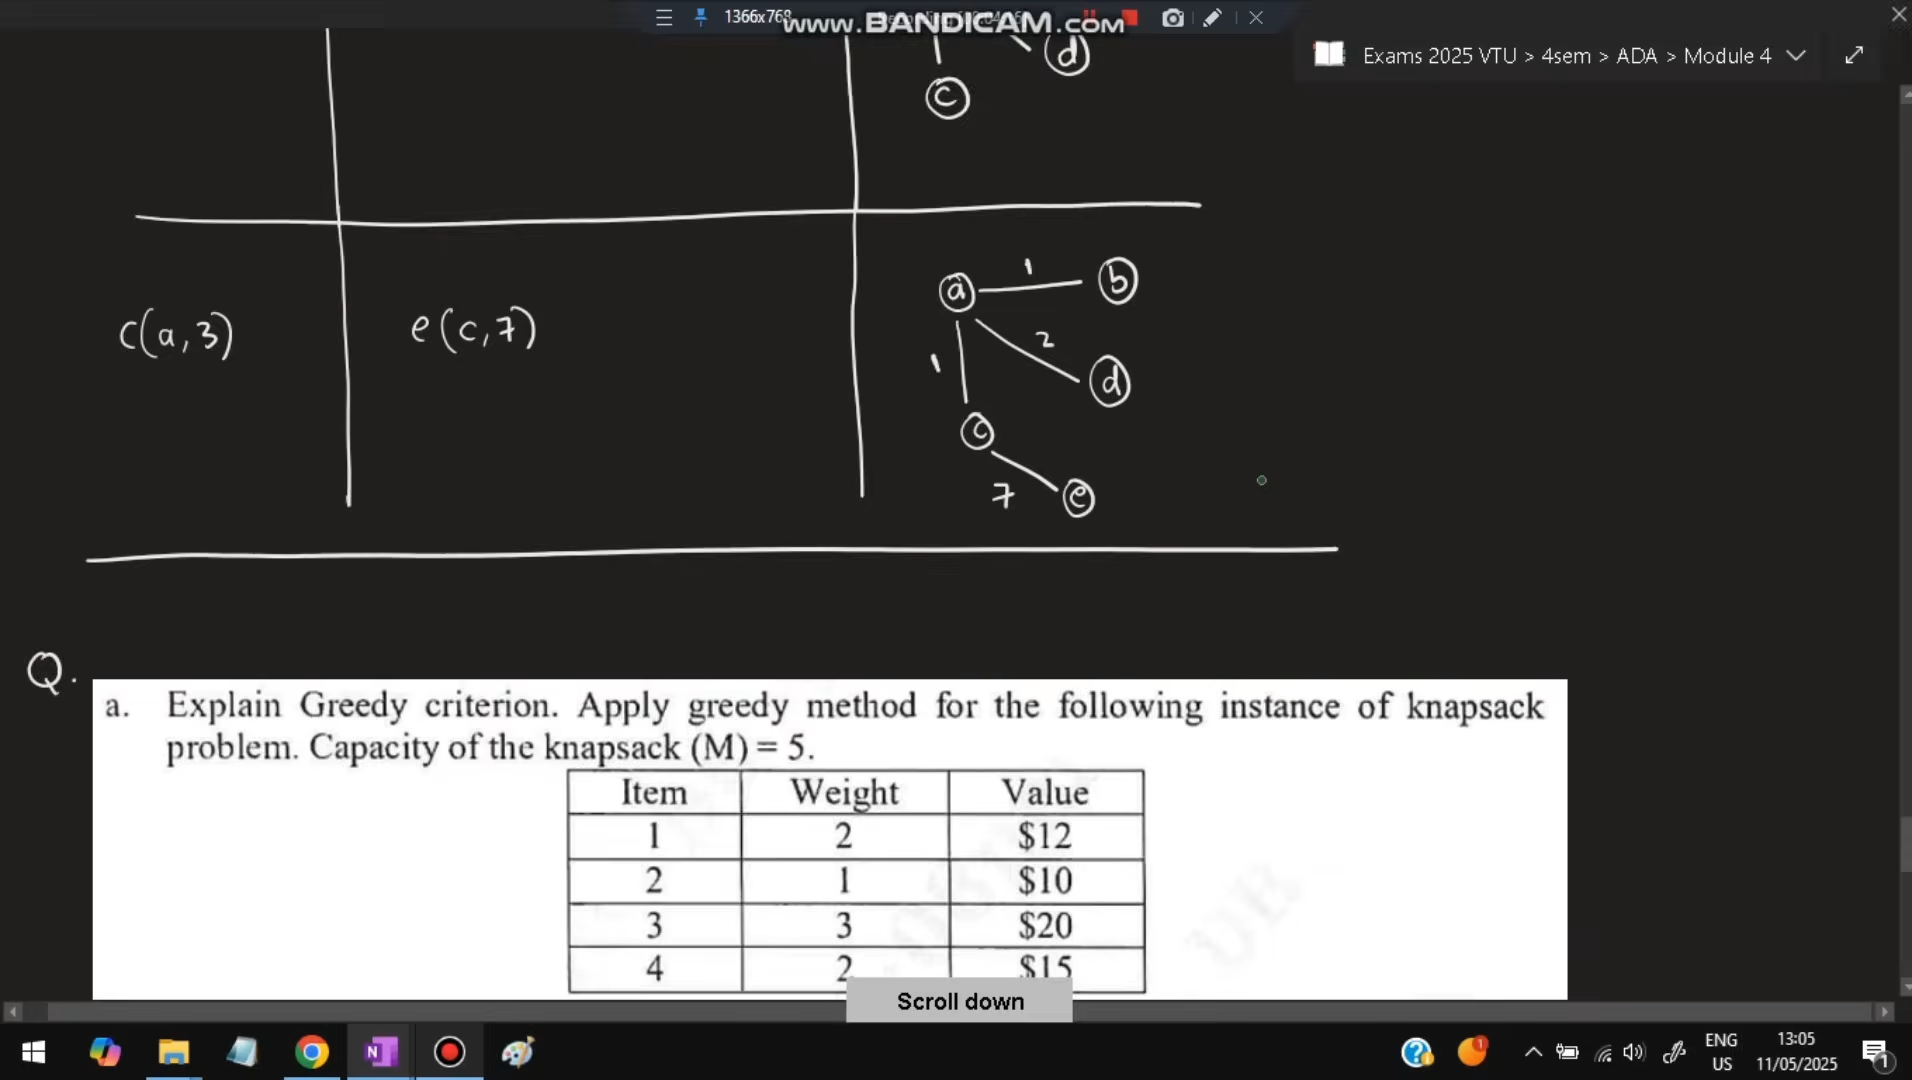 1366x768
www.BANDICAM.com
Exams 2025 VTU > 4sem > ADA > Module 4
d
c
a 1 b
c(a,3) e(c,7)
2
1
d
c
7 e
Q.
a. Explain Greedy criterion. Apply greedy method for the following instance of knapsack
problem. Capacity of the knapsack (M) = 5.
Item Weight Value
1 2 $12
2 1 $10
3 3 $20
4 2 $15
Scroll down
ENG
US
13:05
11/05/2025
1